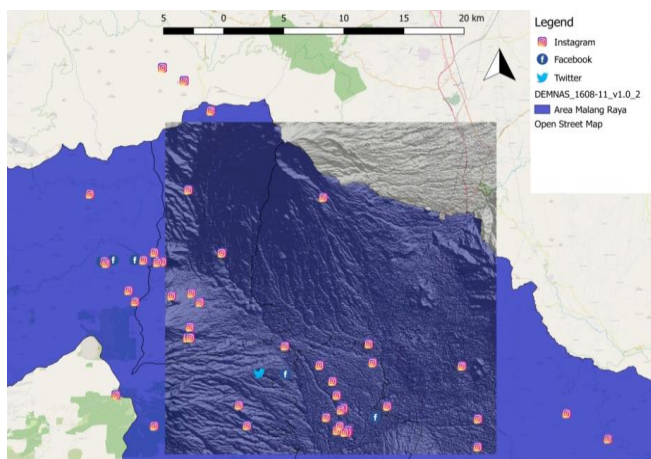 5 0 5 10 15 20 km
Legend
Instagram
Facebook
Twitter
DEMNAS_1608-11_v1.0_2
Area Malang Raya
Open Street Map